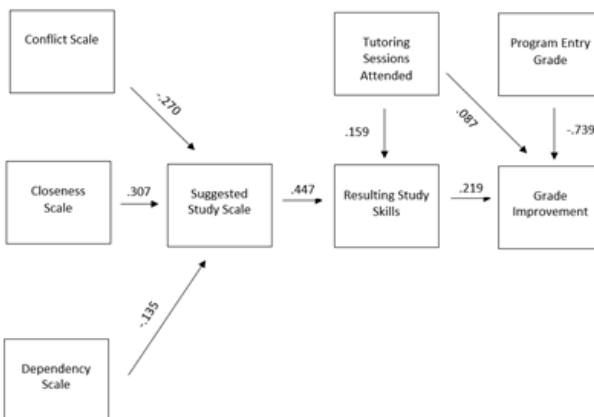 Conflict Scale
Tutoring
Sessions
Attended
Program Entry
Grade
-.270
.159
.087
-.739
Closeness
Scale
.307
Suggested
Study Scale
.447
Resulting Study
Skills
.219
Grade
Improvement
-.135
Dependency
Scale